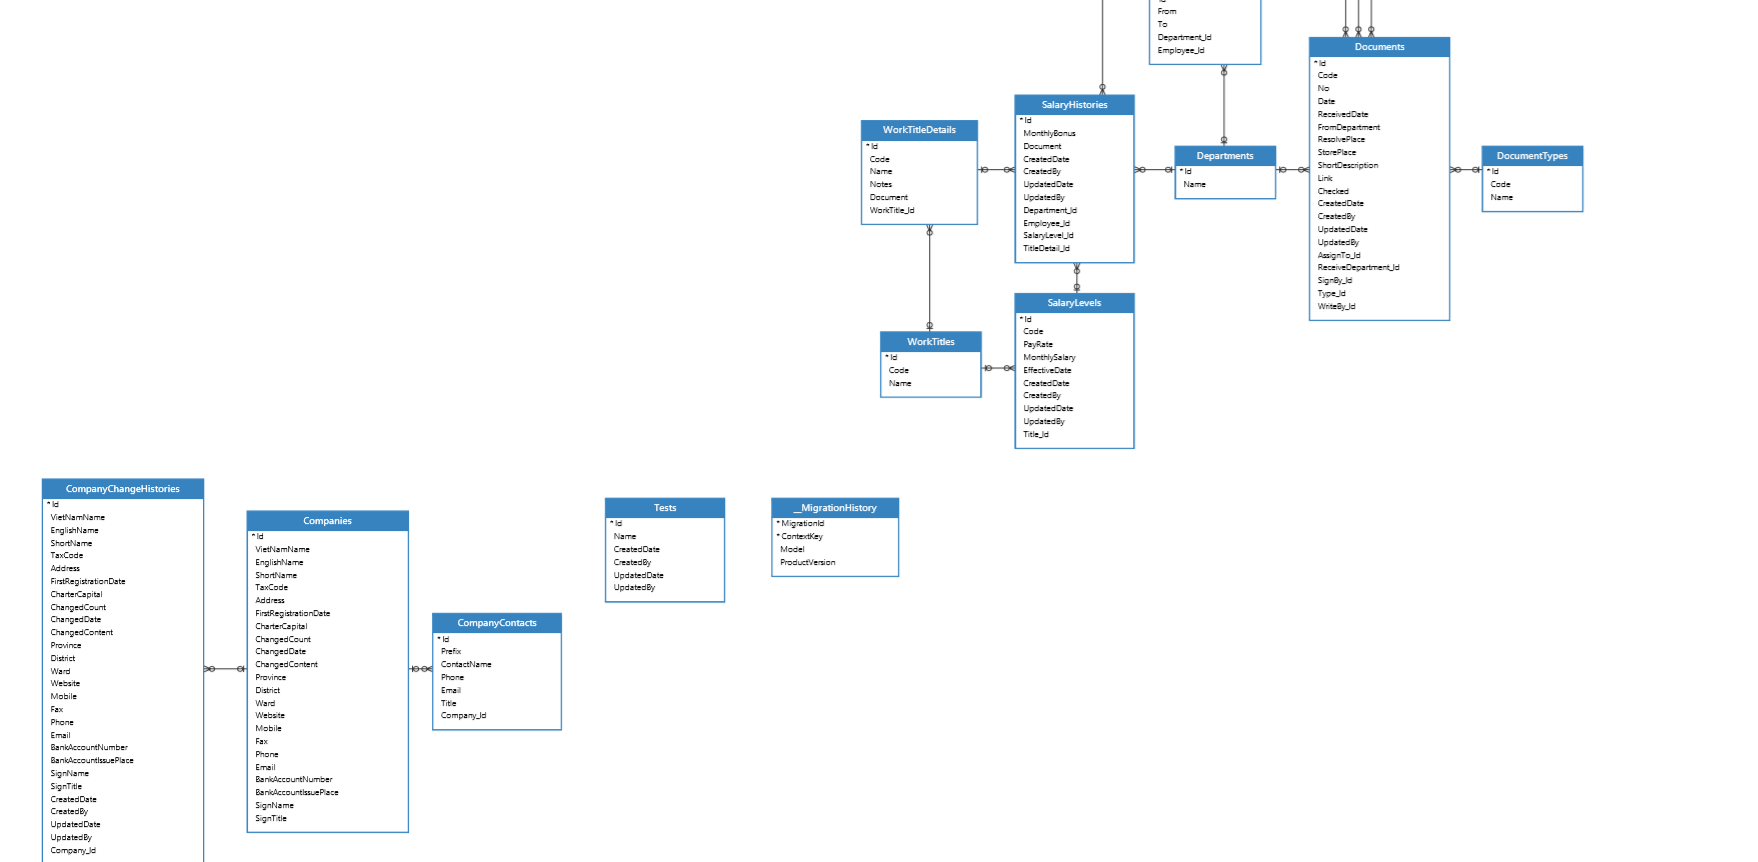 From
To
Department_Id
Employee_Id
Documents
* Id
Code
No
Date
ReceivedDate
FromDepartment
ResolvePlace
StorePlace
ShortDescription
Link
Checked
CreatedDate
CreatedBy
UpdatedDate
UpdatedBy
AssignTo_Id
ReceiveDepartment_Id
SignBy_Id
Type_Id
WriteBy_Id
SalaryHistories
* Id
MonthlyBonus
Document
CreatedDate
CreatedBy
UpdatedDate
UpdatedBy
Department_Id
Employee_Id
SalaryLevel_Id
TitleDetail_Id
WorkTitleDetails
* Id
Code
Name
Notes
Document
WorkTitle_Id
Departments
* Id
Name
DocumentTypes
* Id
Code
Name
SalaryLevels
* Id
Code
PayRate
MonthlySalary
EffectiveDate
CreatedDate
CreatedBy
UpdatedDate
UpdatedBy
Title_Id
WorkTitles
* Id
Code
Name
CompanyChangeHistories
* Id
VietNamName
EnglishName
ShortName
TaxCode
Address
FirstRegistrationDate
CharterCapital
ChangedCount
ChangedDate
ChangedContent
Province
District
Ward
Website
Mobile
Fax
Phone
Email
BankAccountNumber
BankAccountIssuePlace
SignName
SignTitle
CreatedDate
CreatedBy
UpdatedDate
UpdatedBy
Company_Id
Companies
* Id
VietNamName
EnglishName
ShortName
TaxCode
Address
FirstRegistrationDate
CharterCapital
ChangedCount
ChangedDate
ChangedContent
Province
District
Ward
Website
Mobile
Fax
Phone
Email
BankAccountNumber
BankAccountIssuePlace
SignName
SignTitle
CompanyContacts
* Id
Prefix
ContactName
Phone
Email
Title
Company_Id
Tests
* Id
Name
CreatedDate
CreatedBy
UpdatedDate
UpdatedBy
__MigrationHistory
* MigrationId
* ContextKey
Model
ProductVersion